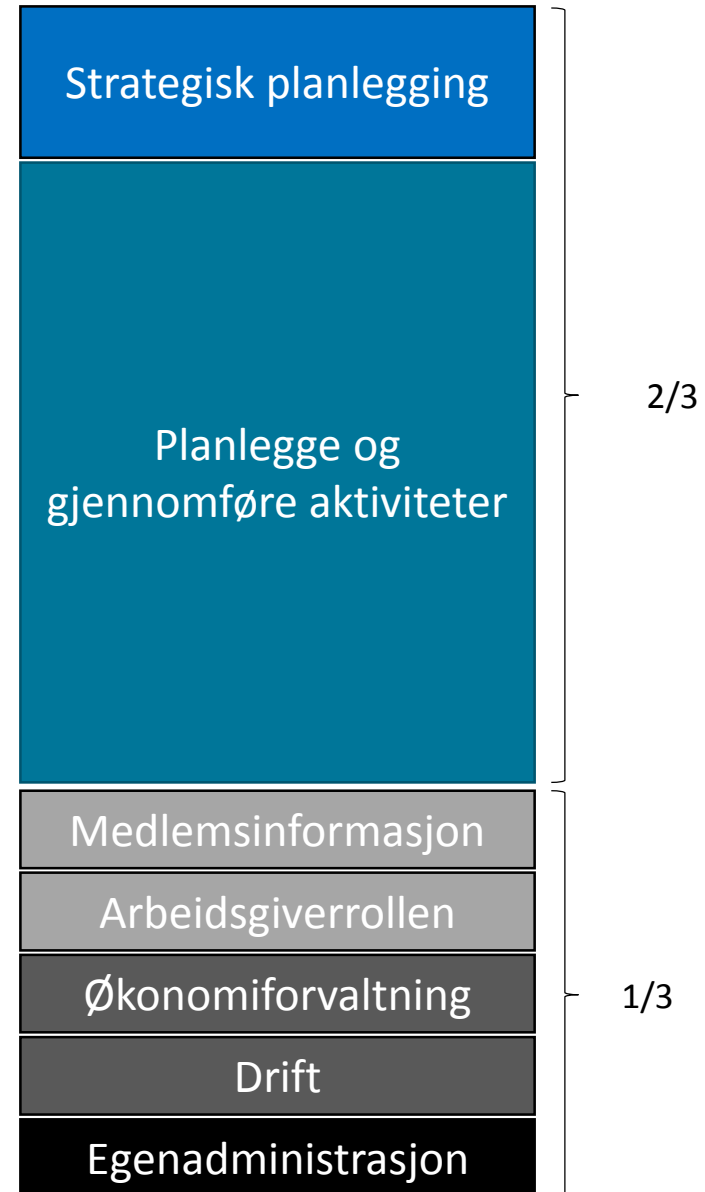 Strategisk planlegging
Planlegge og
gjennomføre aktiviteter
2/3
Medlemsinformasjon
Arbeidsgiverrollen
Økonomiforvaltning
1/3
Drift
Egenadministrasjon